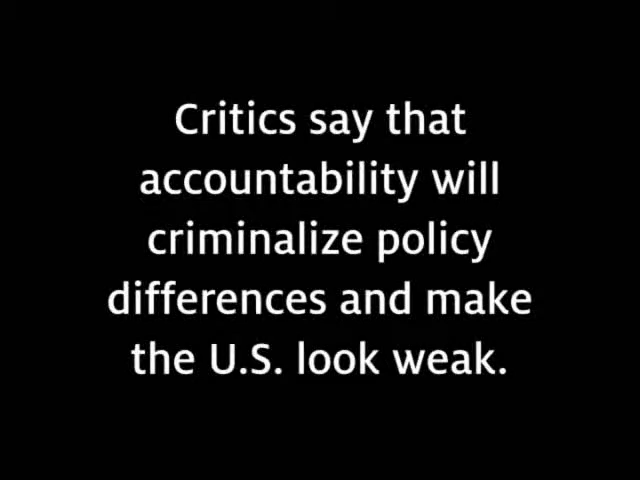 Critics say that
accountability will
criminalize policy
differences and make
the U.S. look weak.